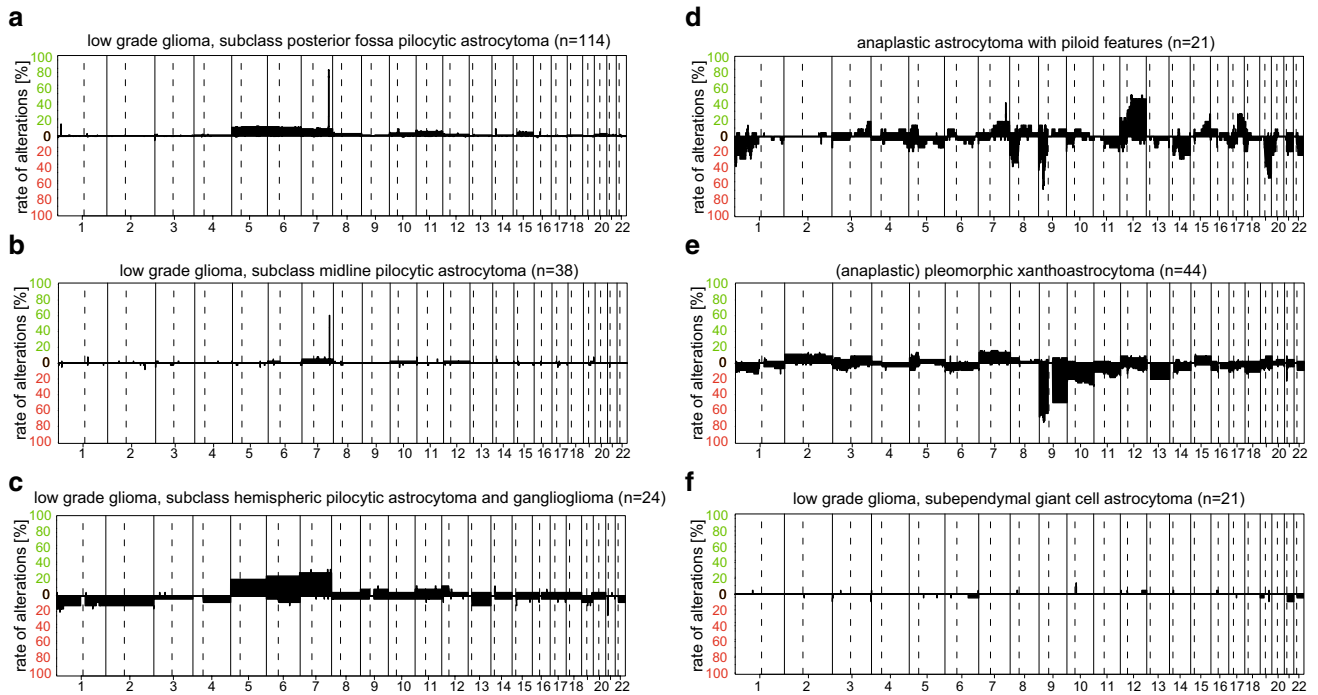 a
low grade glioma, subclass posterior fossa pilocytic astrocytoma (n=114)
rate of alterations [%]
100
80
60
40
20
0
20
40
60
80
100
1 2 3 4 5 6 7 8 9 10 11 12 13 14 15 16 17 18 20 22
b
low grade glioma, subclass midline pilocytic astrocytoma (n=38)
rate of alterations [%]
100
80
60
40
20
0
20
40
60
80
100
1 2 3 4 5 6 7 8 9 10 11 12 13 14 15 16 17 18 20 22
c
low grade glioma, subclass hemispheric pilocytic astrocytoma and ganglioglioma (n=24)
rate of alterations [%]
100
80
60
40
20
0
20
40
60
80
100
1 2 3 4 5 6 7 8 9 10 11 12 13 14 15 16 17 18 20 22
d
anaplastic astrocytoma with piloid features (n=21)
rate of alterations [%]
100
80
60
40
20
0
20
40
60
80
100
1 2 3 4 5 6 7 8 9 10 11 12 13 14 15 16 17 18 20 22
e
(anaplastic) pleomorphic xanthoastrocytoma (n=44)
rate of alterations [%]
100
80
60
40
20
0
20
40
60
80
100
1 2 3 4 5 6 7 8 9 10 11 12 13 14 15 16 17 18 20 22
f
low grade glioma, subependymal giant cell astrocytoma (n=21)
rate of alterations [%]
100
80
60
40
20
0
20
40
60
80
100
1 2 3 4 5 6 7 8 9 10 11 12 13 14 15 16 17 18 20 22